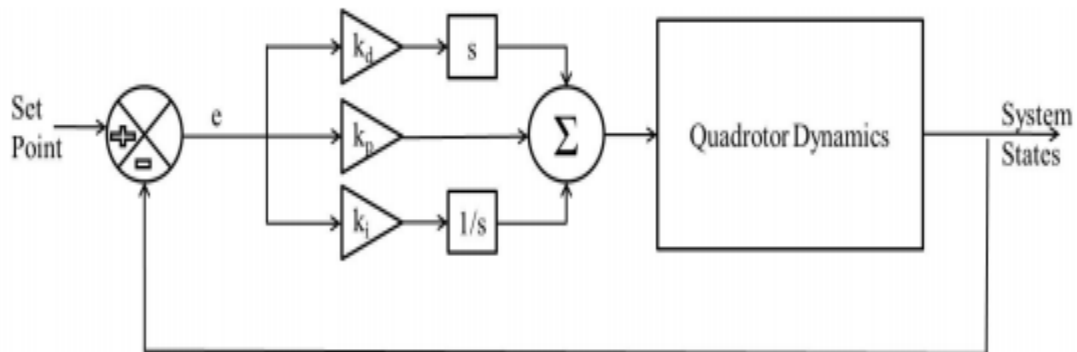 Set
Point
+
-
e
k_d
s
k_p
k_i
1/s
Σ
Quadrotor Dynamics
System
States